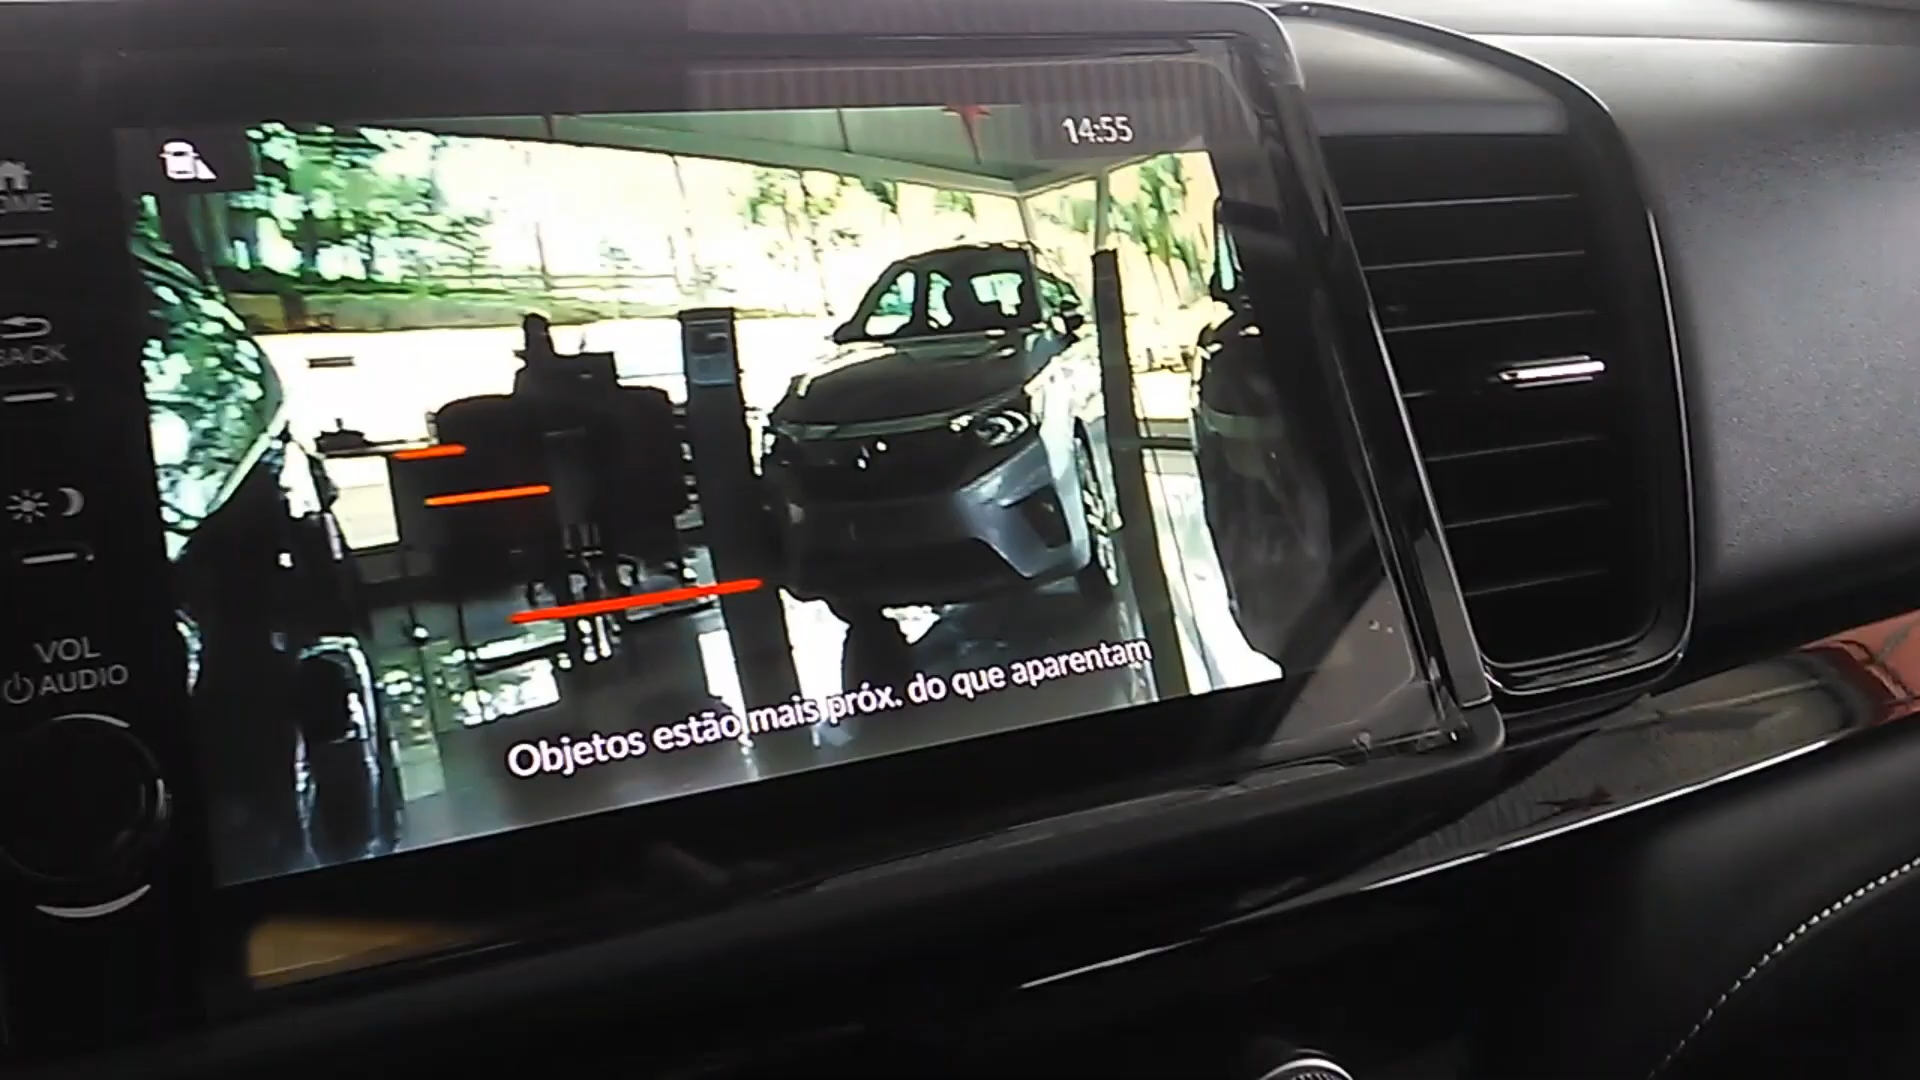 14:55
HOME
BACK
VOL
AUDIO
Objetos estão mais próx. do que aparentam